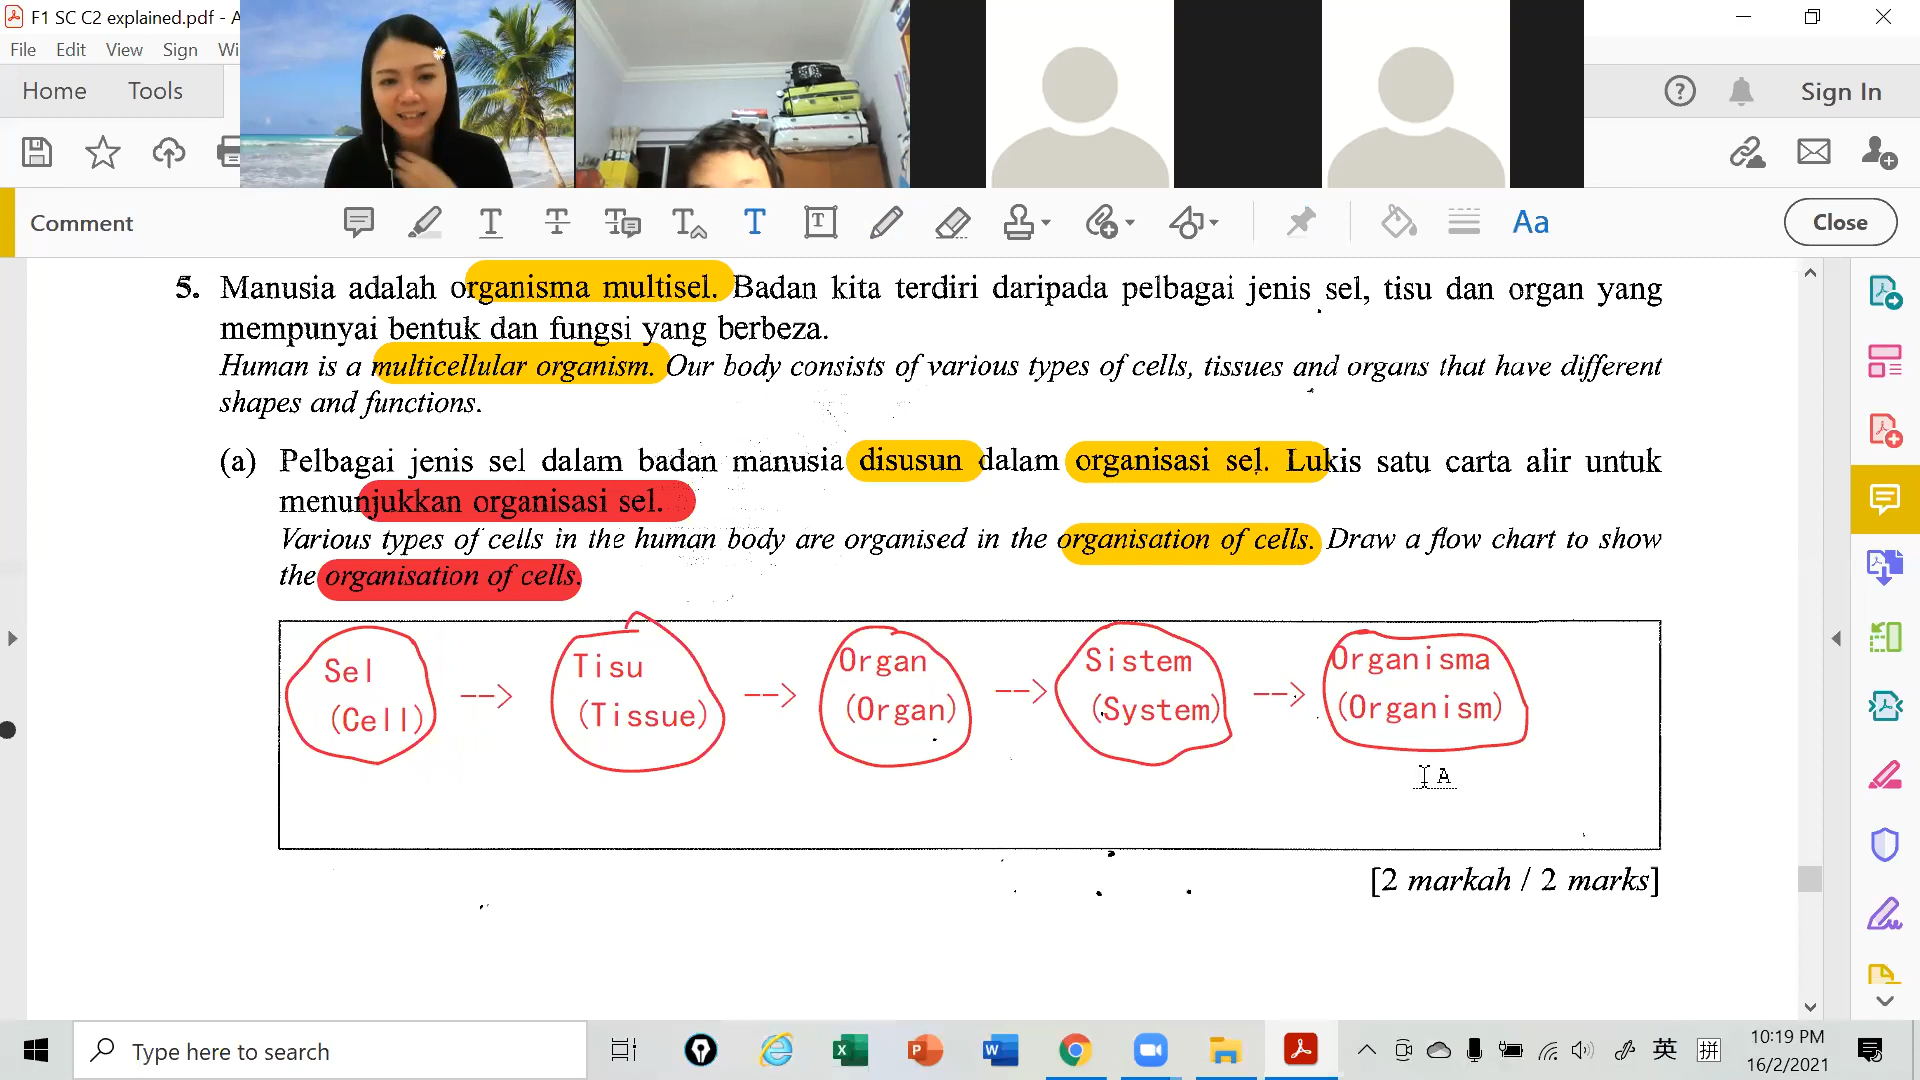 F1 SC C2 explained.pdf - A
File Edit View Sign Wi
Home Tools
Sign In
Comment
Close
5. Manusia adalah organisma multisel. Badan kita terdiri daripada pelbagai jenis sel, tisu dan organ yang
mempunyai bentuk dan fungsi yang berbeza.
Human is a multicellular organism. Our body consists of various types of cells, tissues and organs that have different
shapes and functions.
(a) Pelbagai jenis sel dalam badan manusia disusun dalam organisasi sel. Lukis satu carta alir untuk
menunjukkan organisasi sel.
Various types of cells in the human body are organised in the organisation of cells. Draw a flow chart to show
the organisation of cells.
Sel --> Tisu --> Organ --> Sistem --> Organisma
(Cell) (Tissue) (Organ) (System) (Organism)
A
[2 markah / 2 marks]
Type here to search
英 拼
10:19 PM
16/2/2021